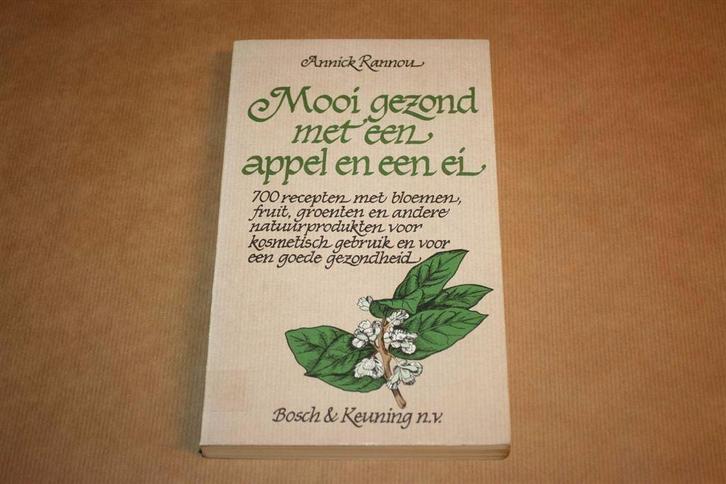 Annick Rannou
Mooi gezond
met een
appel en een ei
700 recepten met bloemen,
fruit, groenten en andere
natuurprodukten voor
kosmetisch gebruik en voor
een goede gezondheid
Bosch & Keuning n.v.